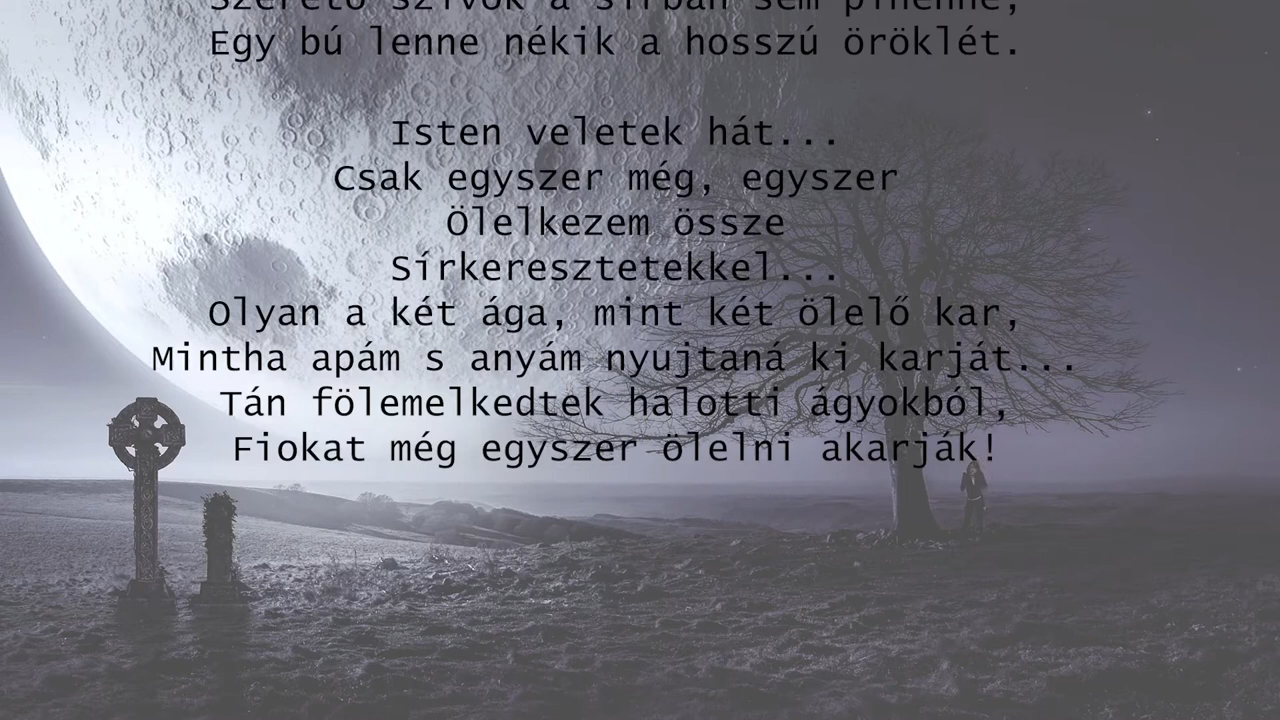 Szerető szívök a sírban sem pihenne,
Egy bú lenne nékik a hosszú öröklét.
Isten veletek hát...
Csak egyszer még, egyszer
Ölelkezem össze
Sírkeresztetekkel...
Olyan a két ága, mint két ölelő kar,
Mintha apám s anyám nyujtaná ki karját...
Tán fölemelkedtek halotti ágyokból,
Fiokat még egyszer ölelni akarják!